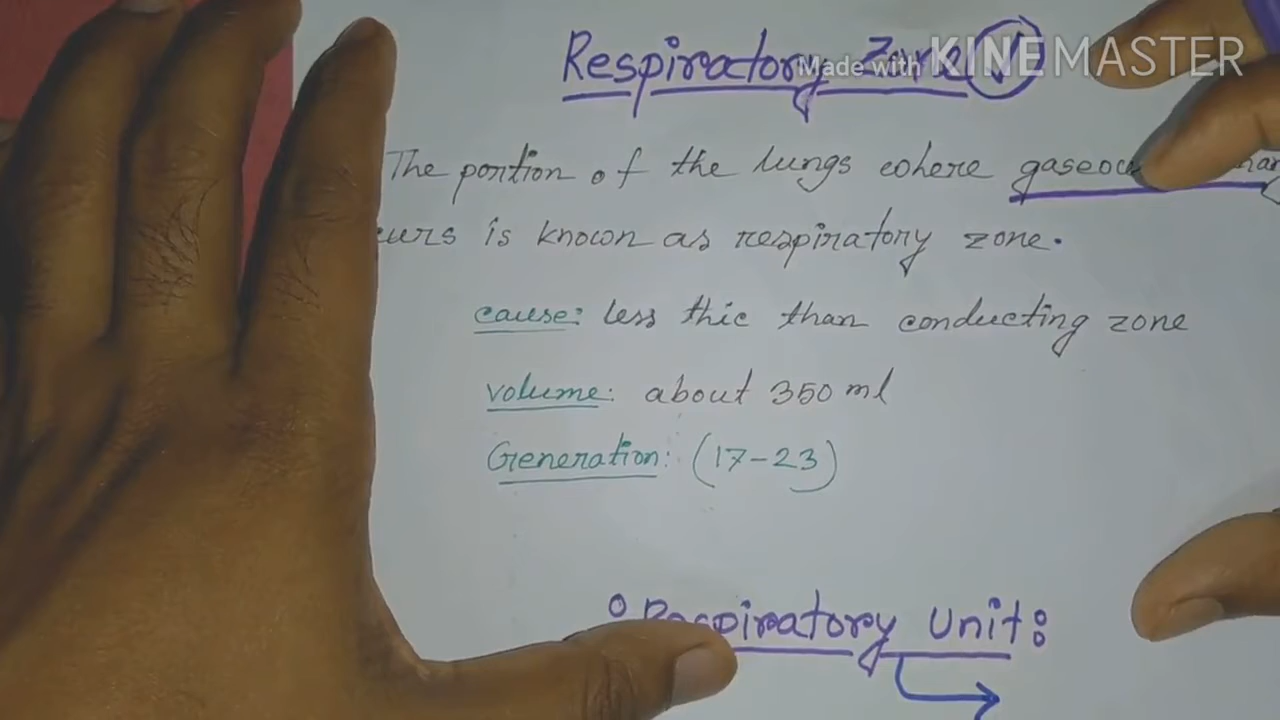 Respiratory Zone
Made with KINEMASTER
The portion of the lungs where
is known as respiratory zone.
cause: less thic than conducting zone
volume: about 350 ml
Generation: (17-23)
Respiratory Unit: